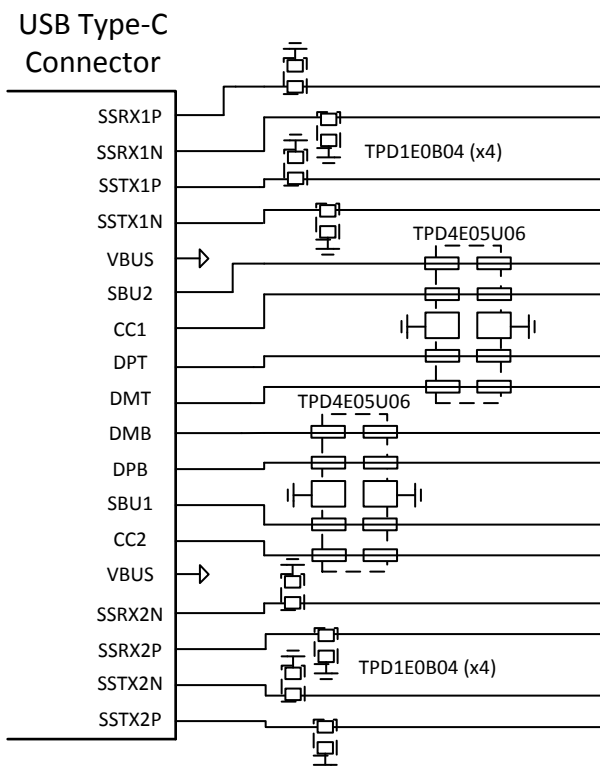 USB Type-C
Connector
SSRX1P
SSRX1N
TPD1E0B04 (x4)
SSTX1P
SSTX1N
TPD4E05U06
VBUS
SBU2
CC1
DPT
DMT
TPD4E05U06
DMB
DPB
SBU1
CC2
VBUS
SSRX2N
SSRX2P
TPD1E0B04 (x4)
SSTX2N
SSTX2P